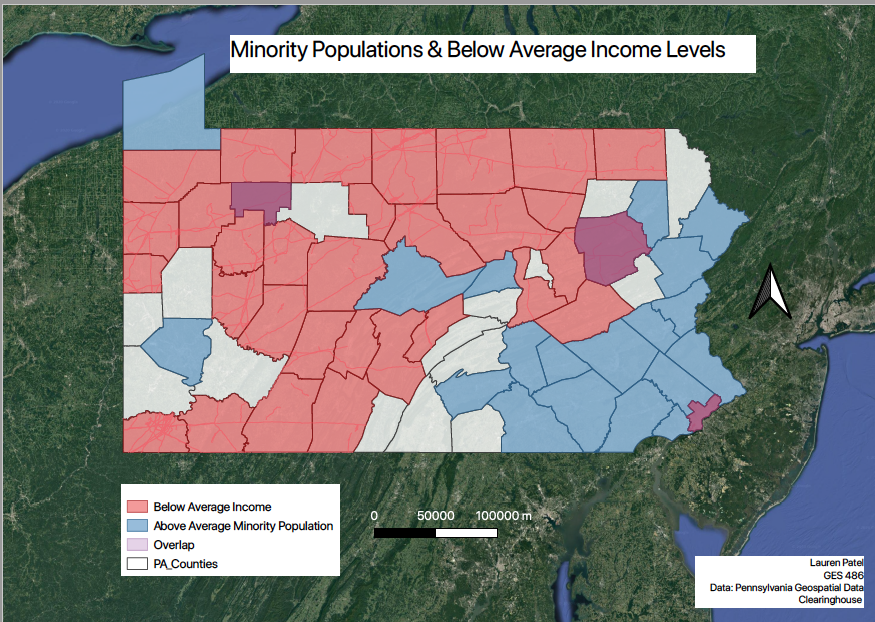 Minority Populations & Below Average Income Levels
Below Average Income
Above Average Minority Population
Overlap
PA_Counties
0 50000 100000 m
Lauren Patel
GES 486
Data: Pennsylvania Geospatial Data
Clearinghouse